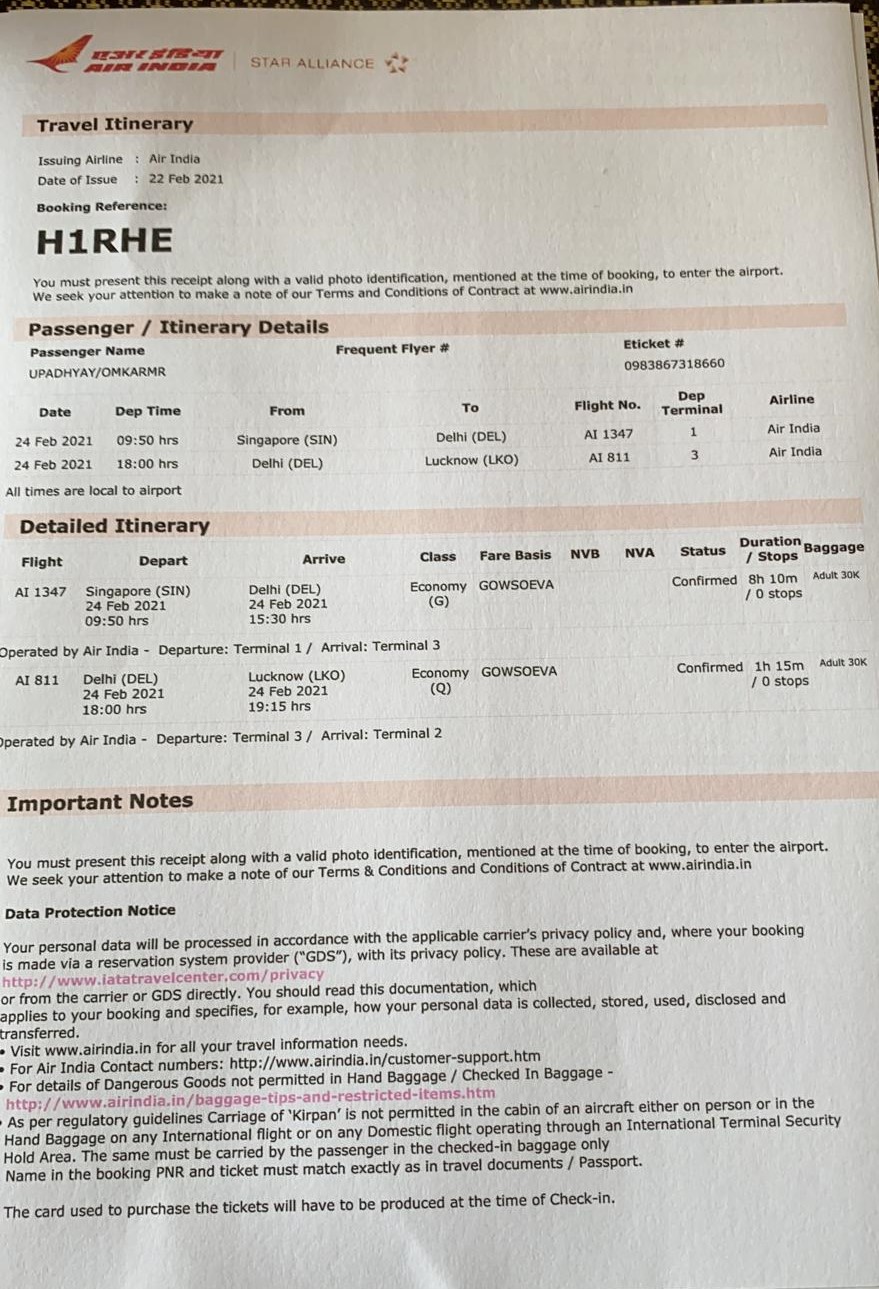 एअर इंडिया
AIR INDIA
STAR ALLIANCE
Travel Itinerary
Issuing Airline : Air India
Date of Issue : 22 Feb 2021
Booking Reference:
H1RHE
You must present this receipt along with a valid photo identification, mentioned at the time of booking, to enter the airport.
We seek your attention to make a note of our Terms and Conditions of Contract at www.airindia.in
Passenger / Itinerary Details
Passenger Name Frequent Flyer # Eticket #
UPADHYAY/OMKARMR 0983867318660
Date Dep Time From To Flight No. Dep Terminal Airline
24 Feb 2021 09:50 hrs Singapore (SIN) Delhi (DEL) AI 1347 1 Air India
24 Feb 2021 18:00 hrs Delhi (DEL) Lucknow (LKO) AI 811 3 Air India
All times are local to airport
Detailed Itinerary
Flight Depart Arrive Class Fare Basis NVB NVA Status Duration / Stops Baggage
AI 1347 Singapore (SIN) Delhi (DEL) Economy GOWSOEVA Confirmed 8h 10m Adult 30K
24 Feb 2021 24 Feb 2021 (G) / 0 stops
09:50 hrs 15:30 hrs
Operated by Air India - Departure: Terminal 1 / Arrival: Terminal 3
AI 811 Delhi (DEL) Lucknow (LKO) Economy GOWSOEVA Confirmed 1h 15m Adult 30K
24 Feb 2021 24 Feb 2021 (Q) / 0 stops
18:00 hrs 19:15 hrs
Operated by Air India - Departure: Terminal 3 / Arrival: Terminal 2
Important Notes
You must present this receipt along with a valid photo identification, mentioned at the time of booking, to enter the airport.
We seek your attention to make a note of our Terms & Conditions and Conditions of Contract at www.airindia.in
Data Protection Notice
Your personal data will be processed in accordance with the applicable carrier's privacy policy and, where your booking
is made via a reservation system provider ("GDS"), with its privacy policy. These are available at
http://www.iatatravelcenter.com/privacy
or from the carrier or GDS directly. You should read this documentation, which
applies to your booking and specifies, for example, how your personal data is collected, stored, used, disclosed and
transferred.
• Visit www.airindia.in for all your travel information needs.
• For Air India Contact numbers: http://www.airindia.in/customer-support.htm
• For details of Dangerous Goods not permitted in Hand Baggage / Checked In Baggage -
http://www.airindia.in/baggage-tips-and-restricted-items.htm
• As per regulatory guidelines Carriage of 'Kirpan' is not permitted in the cabin of an aircraft either on person or in the
Hand Baggage on any International flight or on any Domestic flight operating through an International Terminal Security
Hold Area. The same must be carried by the passenger in the checked-in baggage only
Name in the booking PNR and ticket must match exactly as in travel documents / Passport.
The card used to purchase the tickets will have to be produced at the time of Check-in.